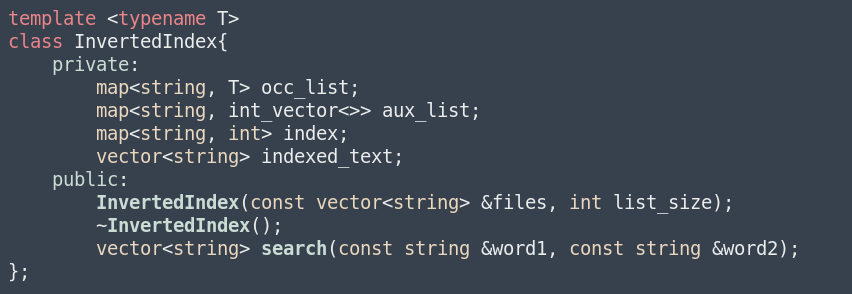 template <typename T>
class InvertedIndex{
    private:
        map<string, T> occ_list;
        map<string, int_vector<>> aux_list;
        map<string, int> index;
        vector<string> indexed_text;
    public:
        InvertedIndex(const vector<string> &files, int list_size);
        ~InvertedIndex();
        vector<string> search(const string &word1, const string &word2);
};